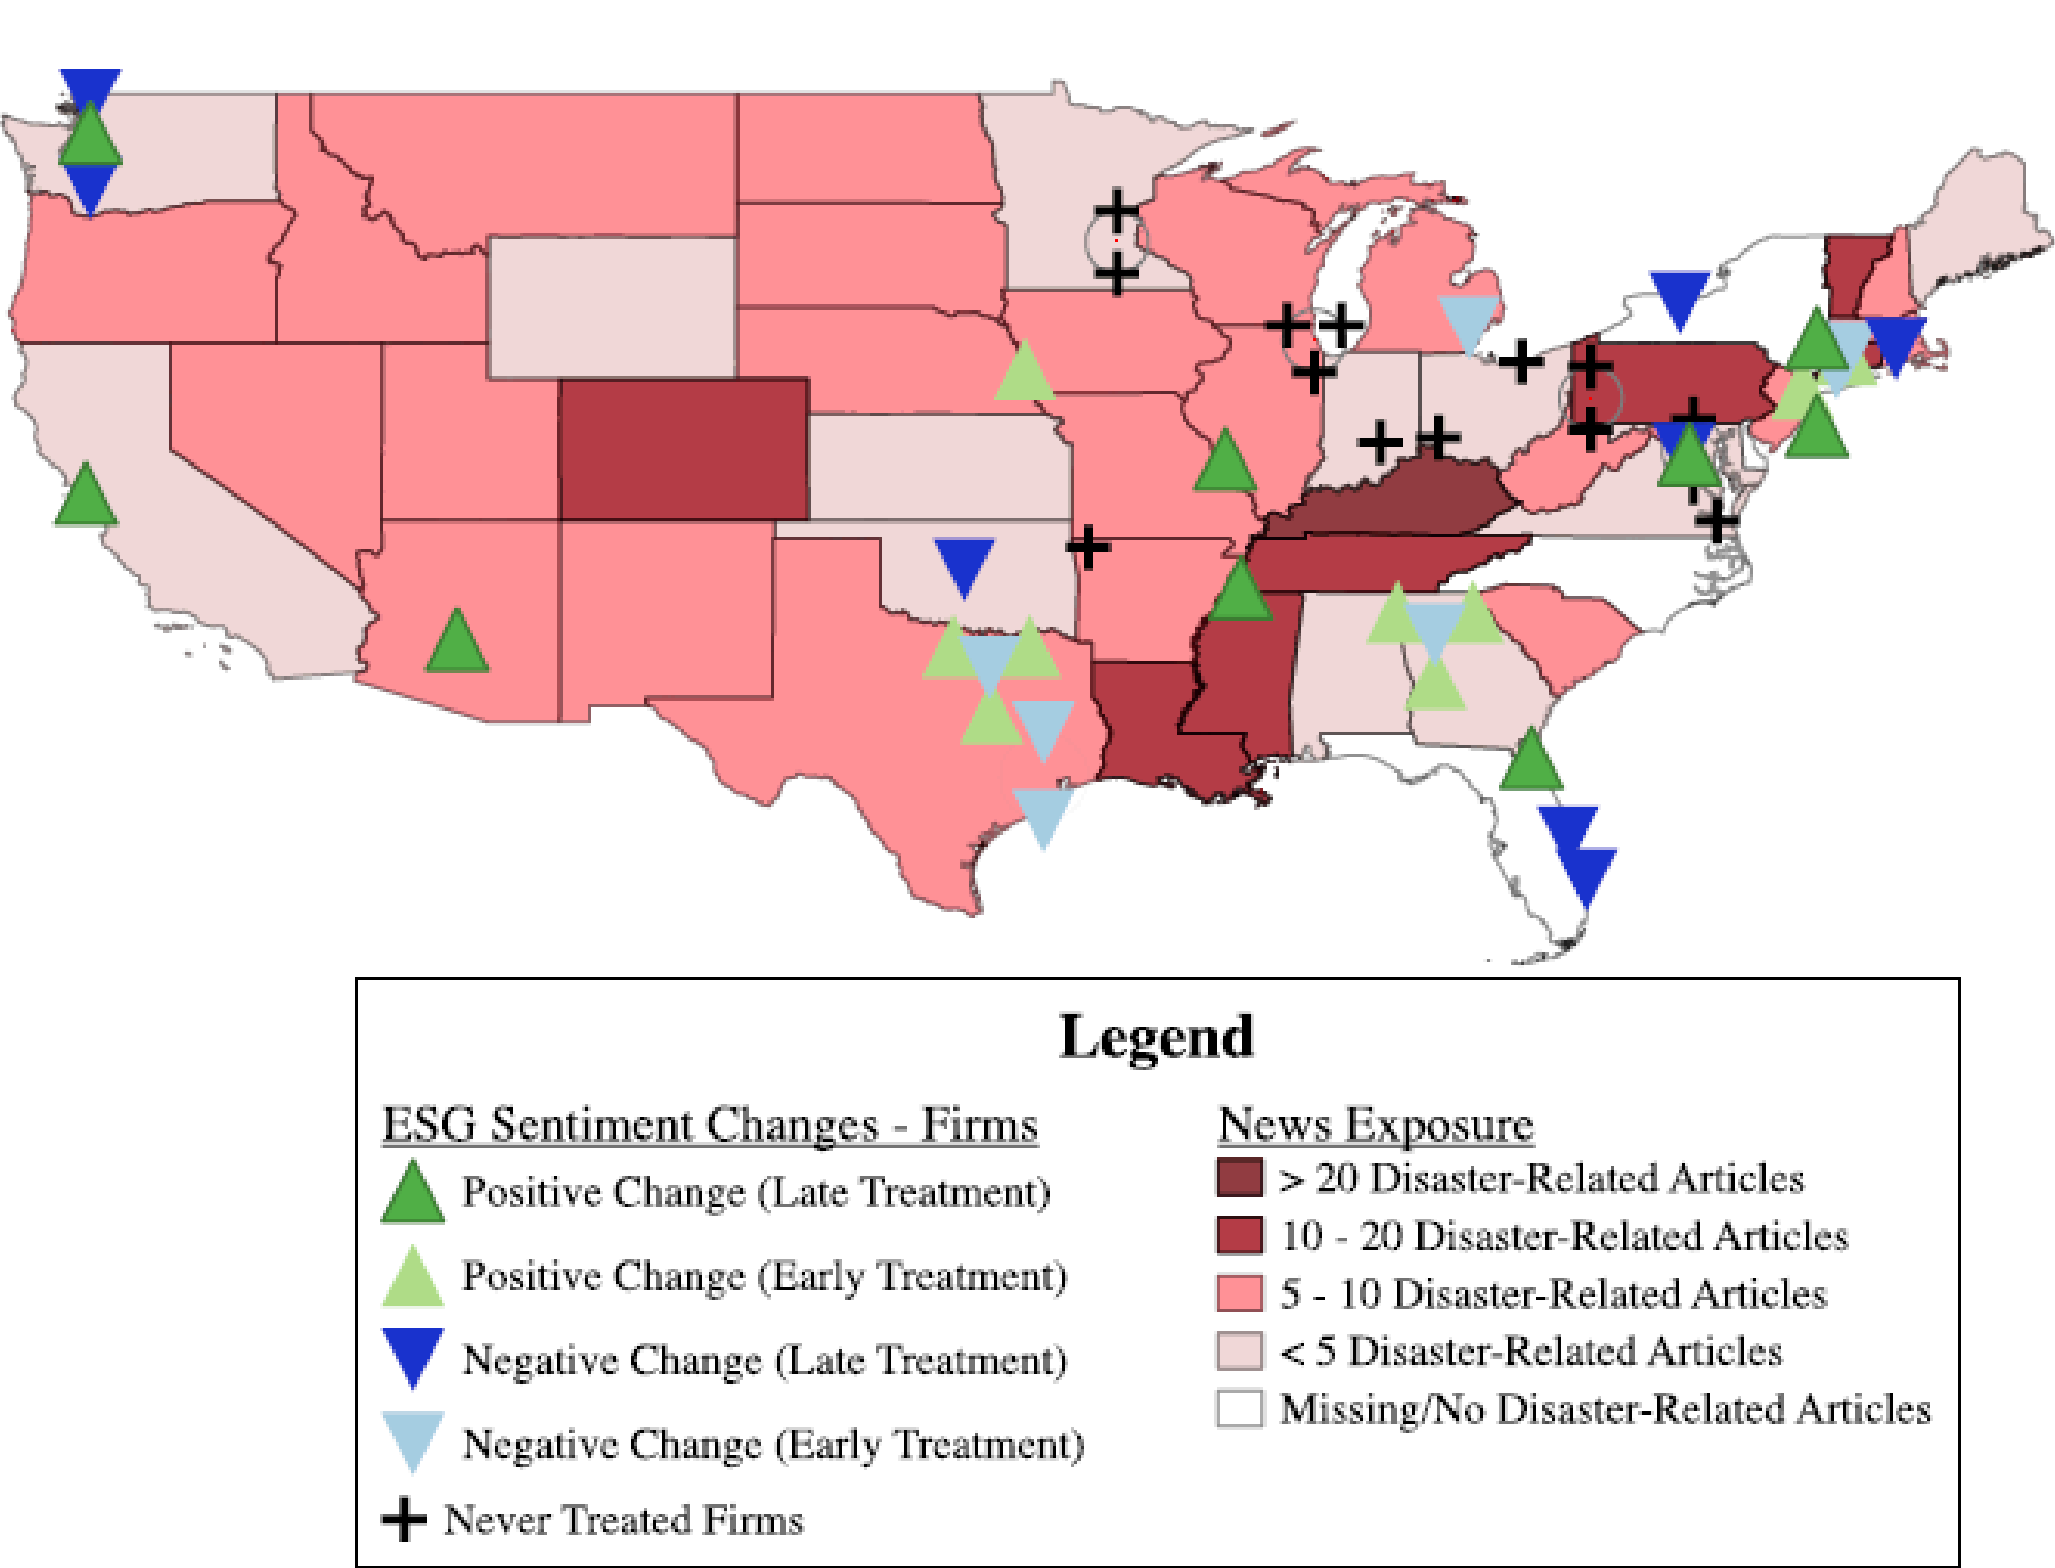 Legend
ESG Sentiment Changes - Firms
Positive Change (Late Treatment)
Positive Change (Early Treatment)
Negative Change (Late Treatment)
Negative Change (Early Treatment)
Never Treated Firms
News Exposure
> 20 Disaster-Related Articles
10 - 20 Disaster-Related Articles
5 - 10 Disaster-Related Articles
< 5 Disaster-Related Articles
Missing/No Disaster-Related Articles